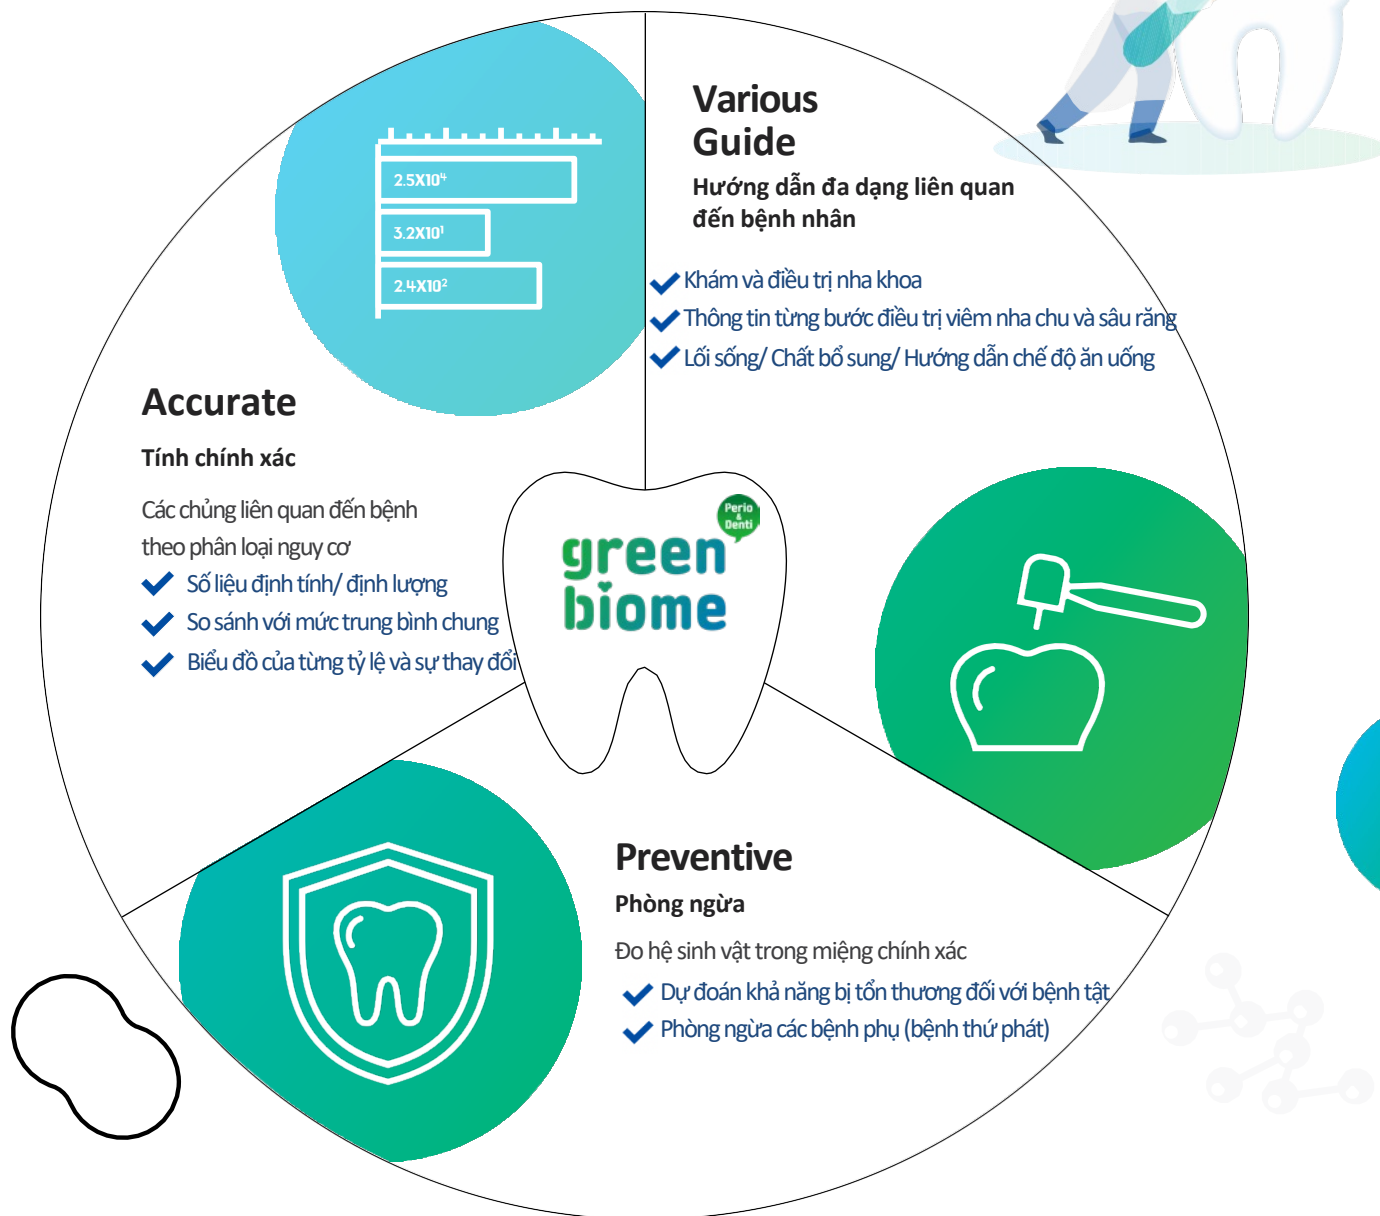 2.5X10⁴
3.2X10¹
2.4X10²
Various
Guide
Hướng dẫn đa dạng liên quan
đến bệnh nhân
Khám và điều trị nha khoa
Thông tin từng bước điều trị viêm nha chu và sâu răng
Lối sống/ Chất bổ sung/ Hướng dẫn chế độ ăn uống
Accurate
Tính chính xác
Các chủng liên quan đến bệnh
theo phân loại nguy cơ
Số liệu định tính/ định lượng
So sánh với mức trung bình chung
Biểu đồ của từng tỷ lệ và sự thay đổi
Perio
&
Denti
green
biome
Preventive
Phòng ngừa
Đo hệ sinh vật trong miệng chính xác
Dự đoán khả năng bị tổn thương đối với bệnh tật
Phòng ngừa các bệnh phụ (bệnh thứ phát)